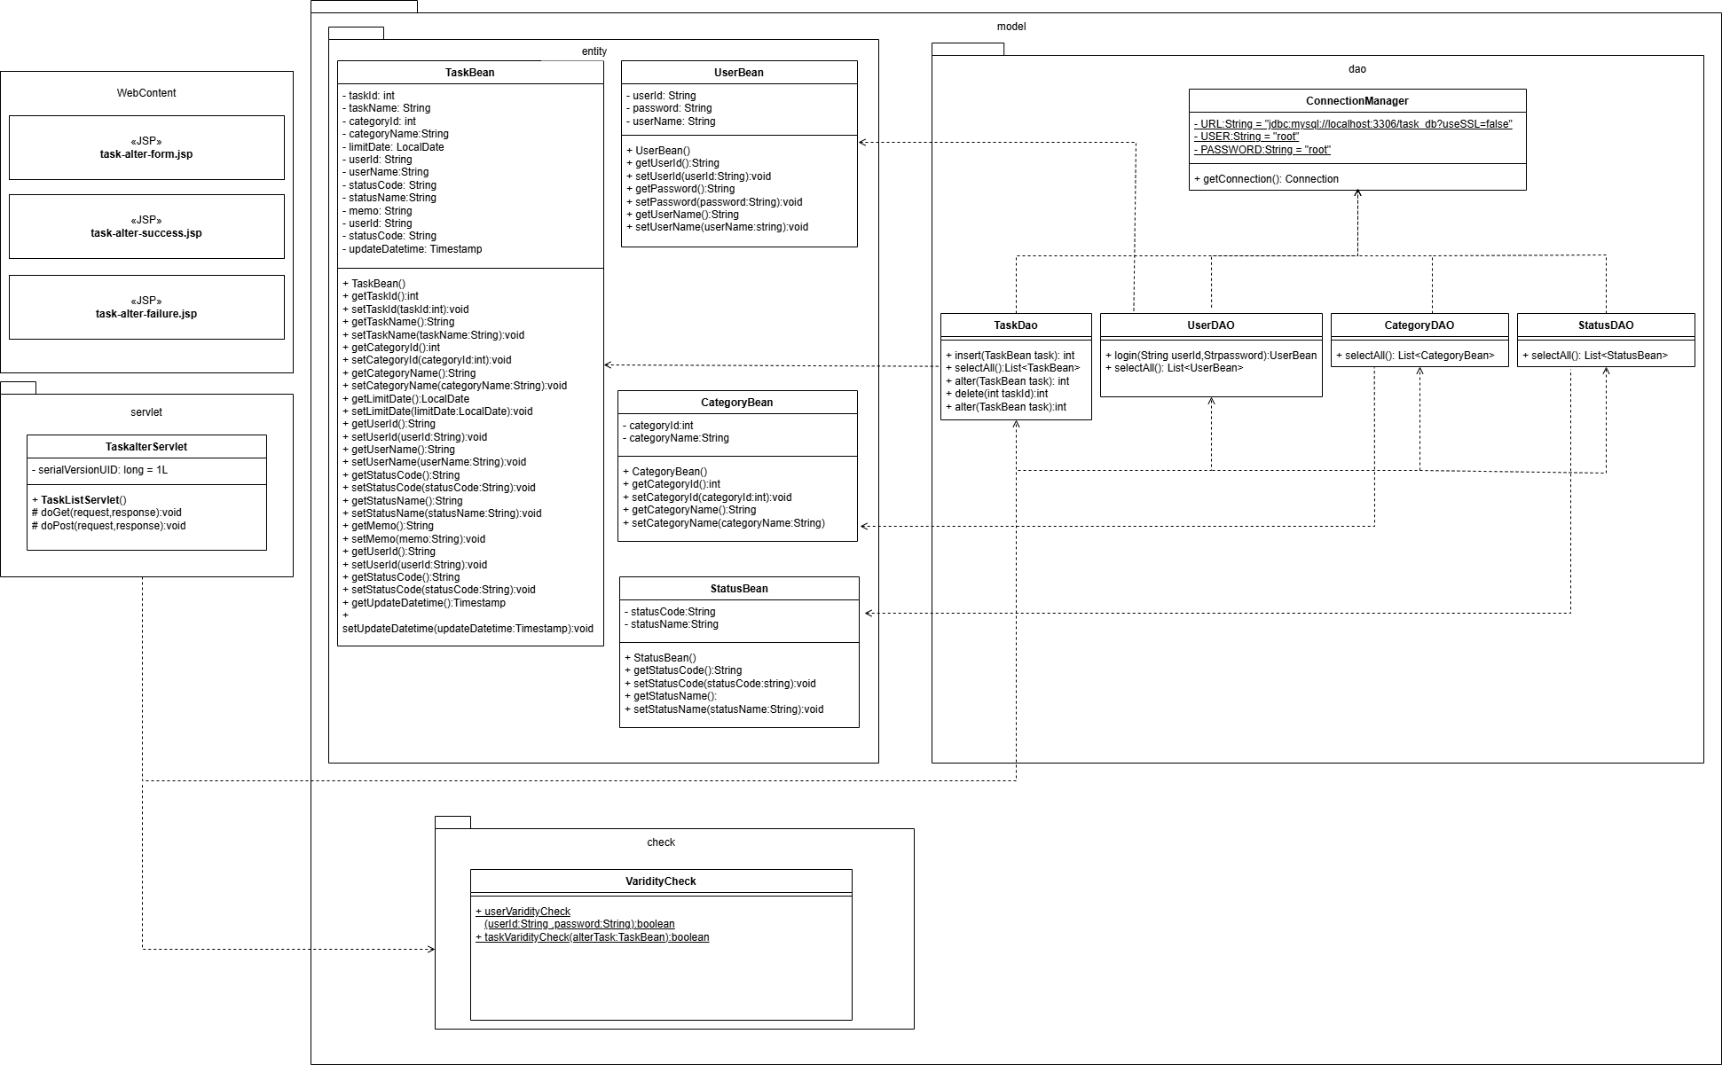 model
WebContent
«JSP»
task-alter-form.jsp
«JSP»
task-alter-success.jsp
«JSP»
task-alter-failure.jsp
servlet
TaskalterServlet
- serialVersionUID: long = 1L
+ TaskListServlet()
# doGet(request,response):void
# doPost(request,response):void
entity
TaskBean
- taskId: int
- taskName: String
- categoryId: int
- categoryName:String
- limitDate: LocalDate
- userId: String
- userName:String
- statusCode: String
- statusName:String
- memo: String
- userId: String
- statusCode: String
- updateDatetime: Timestamp
+ TaskBean()
+ getTaskId():int
+ setTaskId(taskId:int):void
+ getTaskName():String
+ setTaskName(taskName:String):void
+ getCategoryId():int
+ setCategoryId(categoryId:int):void
+ getCategoryName():String
+ setCategoryName(categoryName:String):void
+ getLimitDate():LocalDate
+ setLimitDate(limitDate:LocalDate):void
+ getUserId():String
+ setUserId(userId:String):void
+ getUserName():String
+ setUserName(userName:String):void
+ getStatusCode():String
+ setStatusCode(statusCode:String):void
+ getStatusName():String
+ setStatusName(statusName:String):void
+ getMemo():String
+ setMemo(memo:String):void
+ getUserId():String
+ setUserId(userId:String):void
+ getStatusCode():String
+ setStatusCode(statusCode:String):void
+ getUpdateDatetime():Timestamp
+
setUpdateDatetime(updateDatetime:Timestamp):void
UserBean
- userId: String
- password: String
- userName: String
+ UserBean()
+ getUserId():String
+ setUserId(userId:String):void
+ getPassword():String
+ setPassword(password:String):void
+ getUserName():String
+ setUserName(userName:string):void
CategoryBean
- categoryId:int
- categoryName:String
+ CategoryBean()
+ getCategoryId():int
+ setCategoryId(categoryId:int):void
+ getCategoryName():String
+ setCategoryName(categoryName:String)
StatusBean
- statusCode:String
- statusName:String
+ StatusBean()
+ getStatusCode():String
+ setStatusCode(statusCode:string):void
+ getStatusName():
+ setStatusName(statusName:String):void
dao
ConnectionManager
- URL:String = "jdbc:mysql://localhost:3306/task_db?useSSL=false"
- USER:String = "root"
- PASSWORD:String = "root"
+ getConnection(): Connection
TaskDao
+ insert(TaskBean task): int
+ selectAll():List<TaskBean>
+ alter(TaskBean task): int
+ delete(int taskId):int
+ alter(TaskBean task):int
UserDAO
+ login(String userId,Strpassword):UserBean
+ selectAll(): List<UserBean>
CategoryDAO
+ selectAll(): List<CategoryBean>
StatusDAO
+ selectAll(): List<StatusBean>
check
VaridityCheck
+ userVaridityCheck
(userId:String ,password:String):boolean
+ taskVaridityCheck(alterTask:TaskBean):boolean